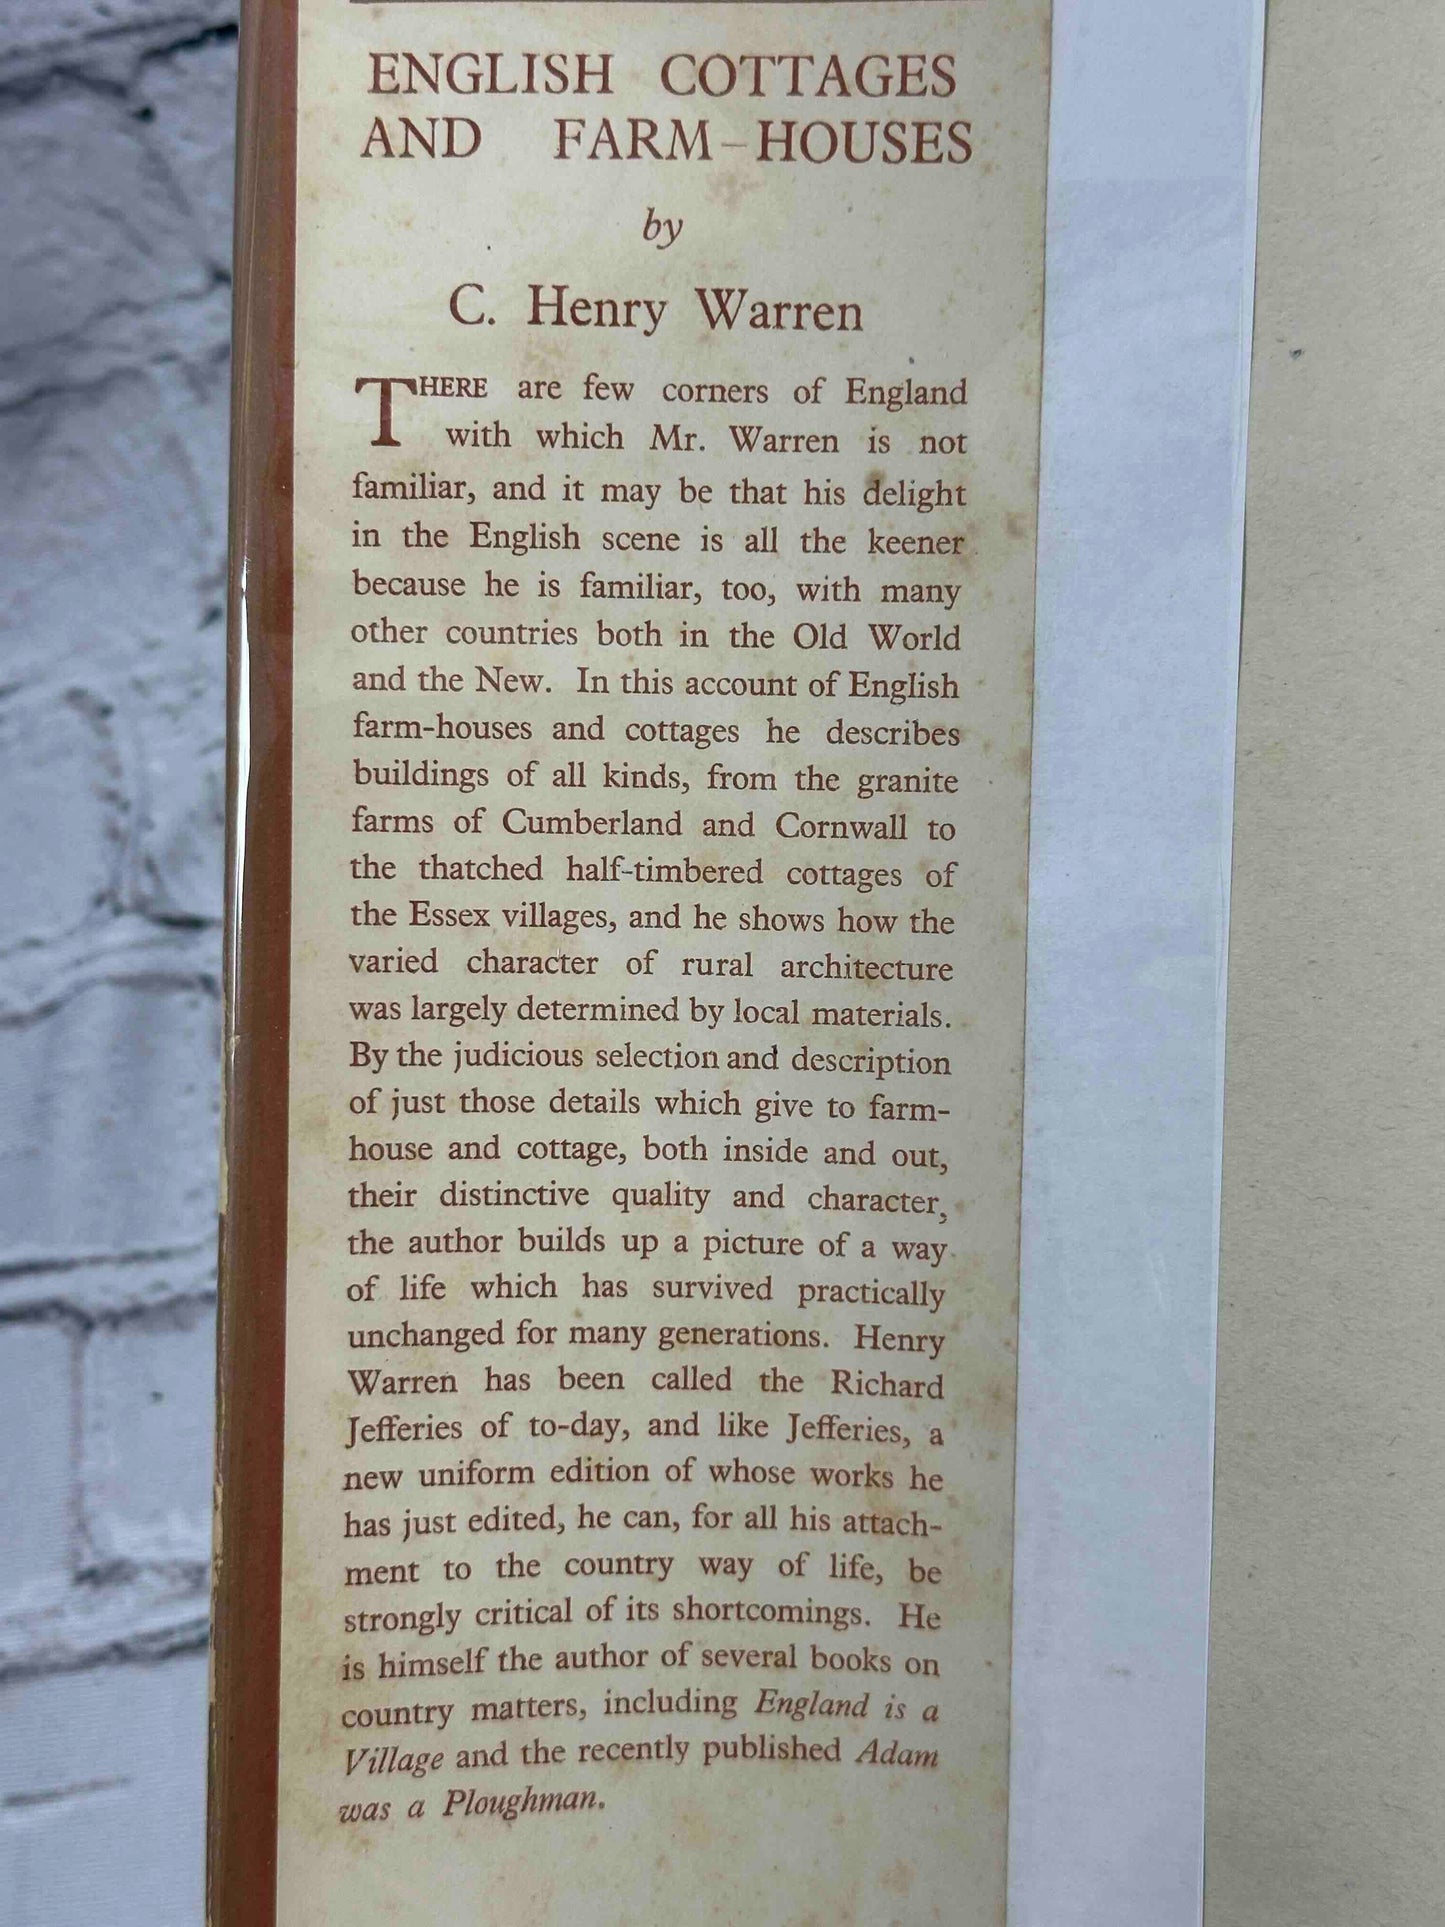 ENGLISH COTTAGES
AND FARM-HOUSES
by
C. Henry Warren
THERE are few corners of England
with which Mr. Warren is not
familiar, and it may be that his delight
in the English scene is all the keener
because he is familiar, too, with many
other countries both in the Old World
and the New. In this account of English
farm-houses and cottages he describes
buildings of all kinds, from the granite
farms of Cumberland and Cornwall to
the thatched half-timbered cottages of
the Essex villages, and he shows how the
varied character of rural architecture
was largely determined by local materials.
By the judicious selection and description
of just those details which give to farm-
house and cottage, both inside and out,
their distinctive quality and character,
the author builds up a picture of a way
of life which has survived practically
unchanged for many generations. Henry
Warren has been called the Richard
Jefferies of to-day, and like Jefferies, a
new uniform edition of whose works he
has just edited, he can, for all his attach-
ment to the country way of life, be
strongly critical of its shortcomings. He
is himself the author of several books on
country matters, including England is a
Village and the recently published Adam
was a Ploughman.